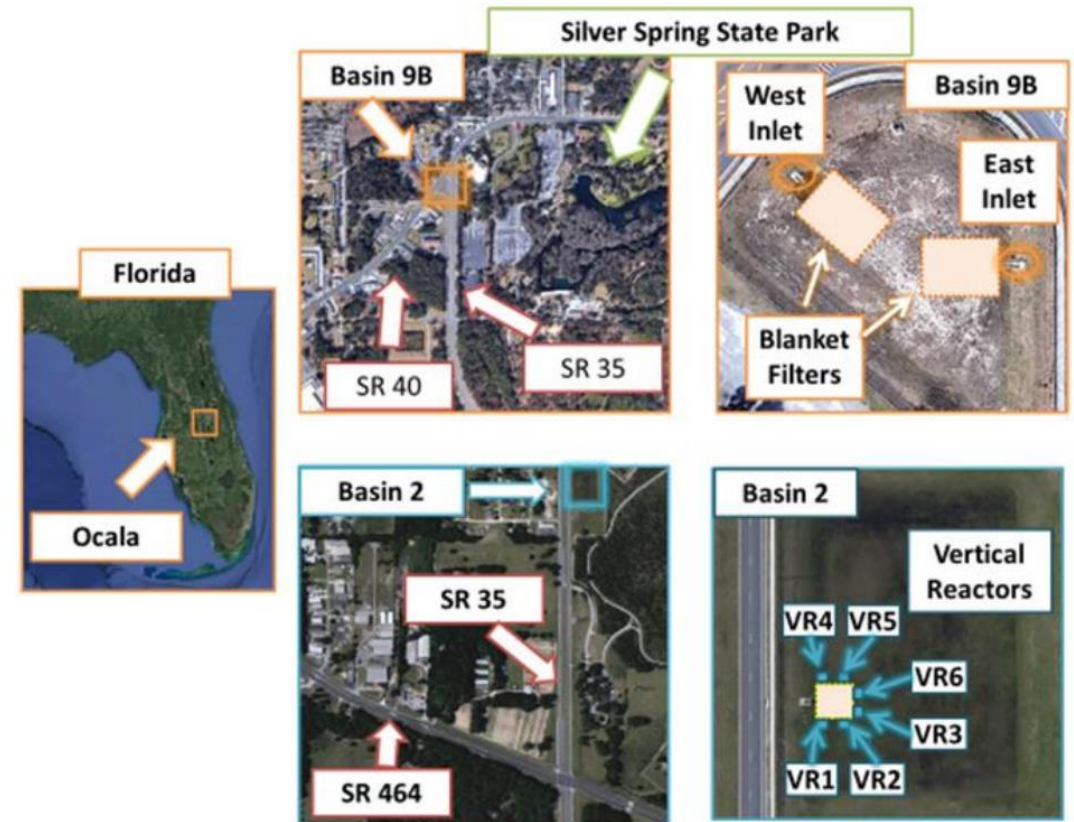 Silver Spring State Park
Basin 9B
SR 40
SR 35
Basin 9B
West
Inlet
East
Inlet
Blanket
Filters
Florida
Ocala
Basin 2
SR 35
SR 464
Basin 2
Vertical
Reactors
VR4
VR5
VR6
VR3
VR1
VR2